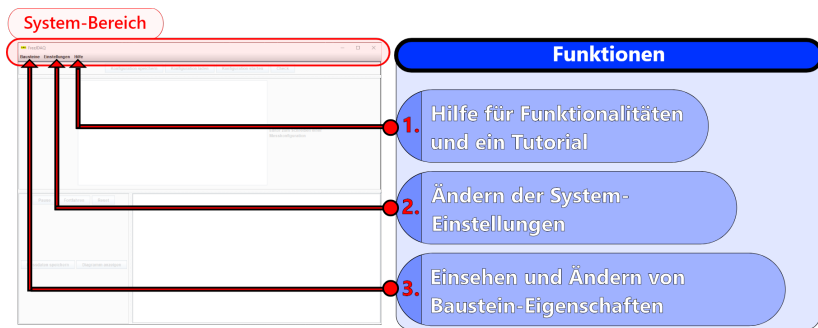 System-Bereich
Bausteine Einstellungen Hilfe
Funktionen
1. Hilfe für Funktionalitäten
und ein Tutorial
2. Ändern der System-
Einstellungen
3. Einsehen und Ändern von
Baustein-Eigenschaften